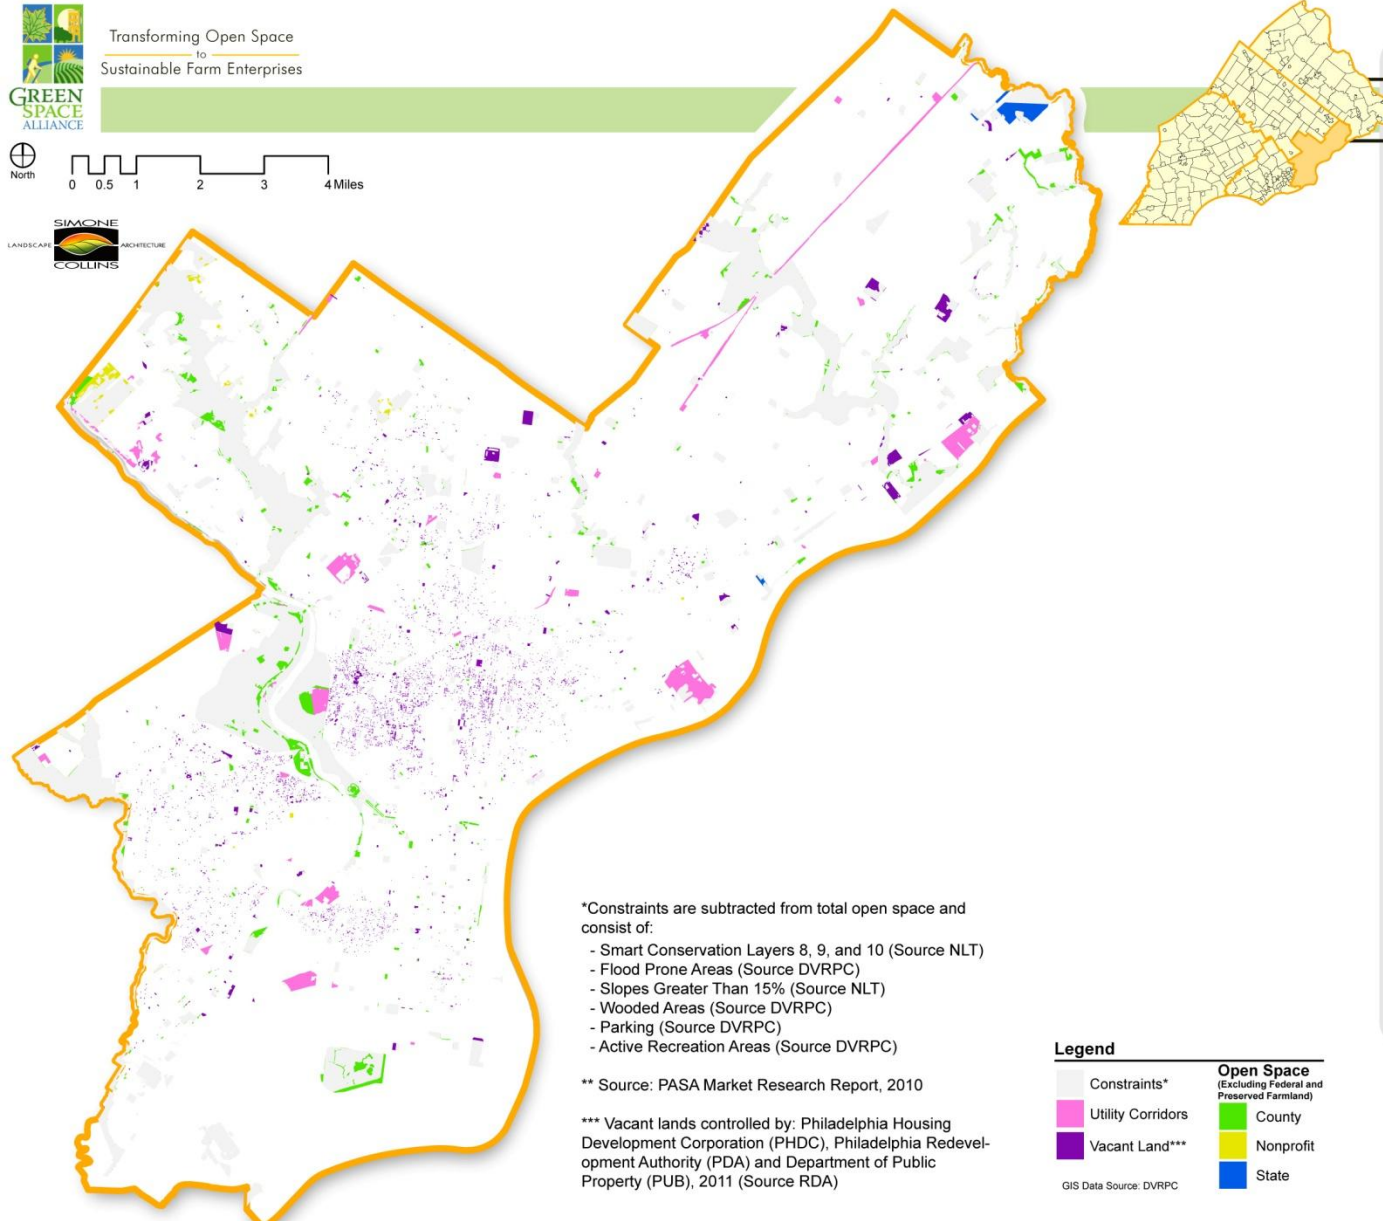 Transforming Open Space
to
Sustainable Farm Enterprises
GREEN
SPACE
ALLIANCE
North
0 0.5 1 2 3 4 Miles
SIMONE
LANDSCAPE ARCHITECTURE
COLLINS
*Constraints are subtracted from total open space and
consist of:
- Smart Conservation Layers 8, 9, and 10 (Source NLT)
- Flood Prone Areas (Source DVRPC)
- Slopes Greater Than 15% (Source NLT)
- Wooded Areas (Source DVRPC)
- Parking (Source DVRPC)
- Active Recreation Areas (Source DVRPC)
** Source: PASA Market Research Report, 2010
*** Vacant lands controlled by: Philadelphia Housing
Development Corporation (PHDC), Philadelphia Redevel-
opment Authority (PDA) and Department of Public
Property (PUB), 2011 (Source RDA)
Legend
Constraints*
Utility Corridors
Vacant Land***
GIS Data Source: DVRPC
Open Space
(Excluding Federal and
Preserved Farmland)
County
Nonprofit
State